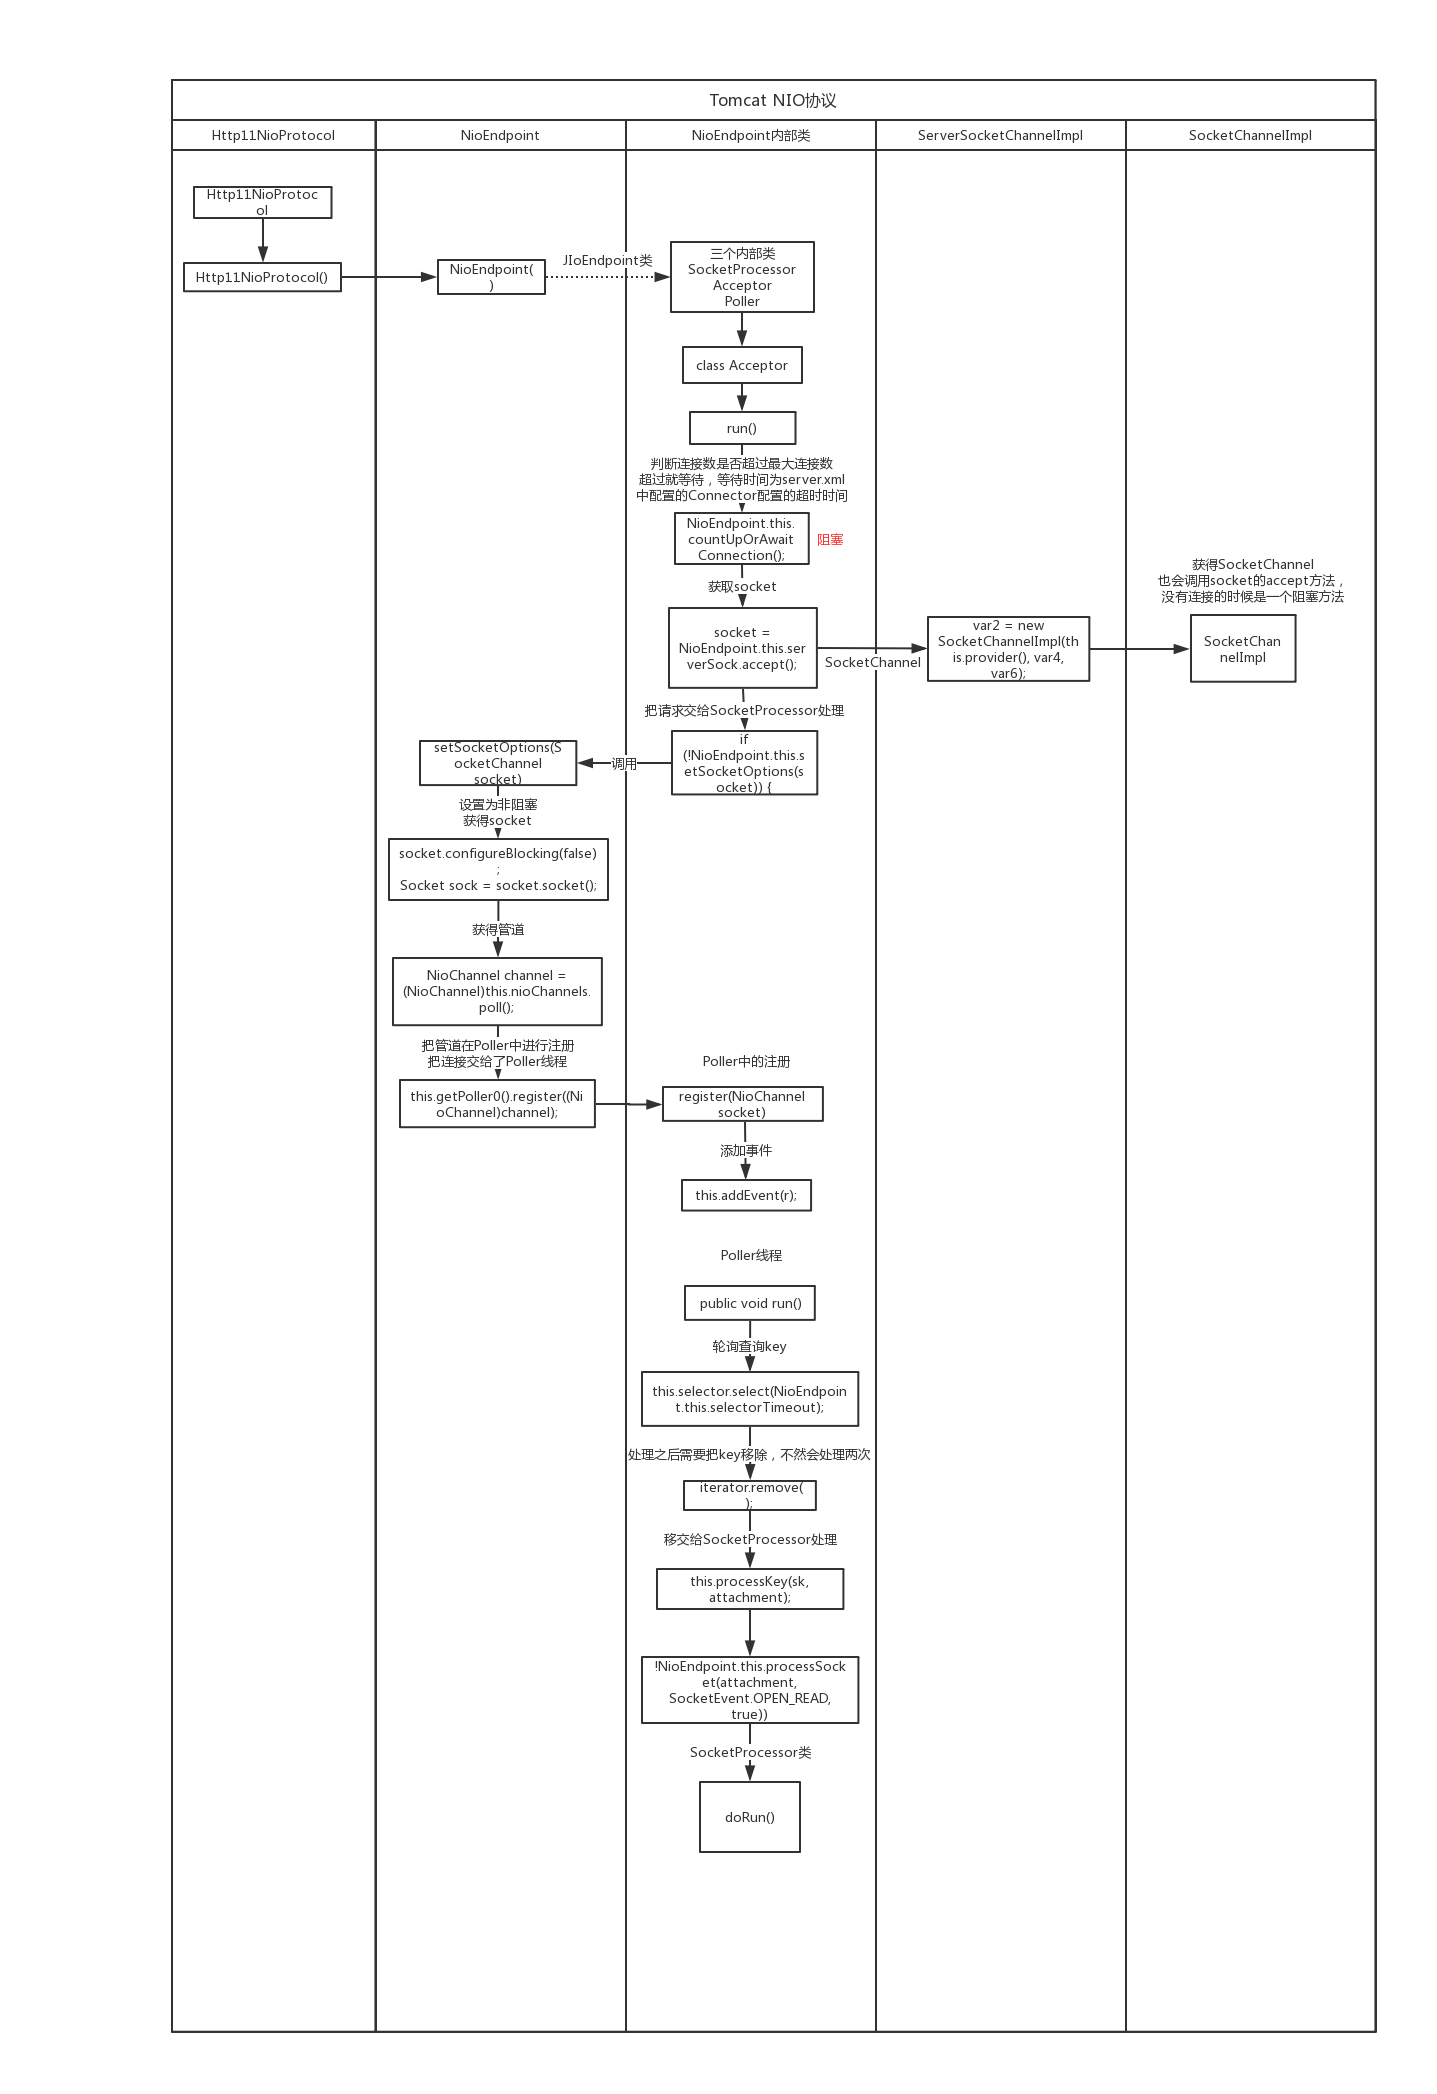 Tomcat NIO协议
Http11NioProtocol
NioEndpoint
NioEndpoint内部类
ServerSocketChannelImpl
SocketChannelImpl
Http11NioProtoc
ol
Http11NioProtocol()
NioEndpoint(
)
JIoEndpoint类
三个内部类
SocketProcessor
Acceptor
Poller
class Acceptor
run()
判断连接数是否超过最大连接数
超过就等待，等待时间为server.xml
中配置的Connector配置的超时时间
NioEndpoint.this.
countUpOrAwait
Connection();
阻塞
获取socket
socket =
NioEndpoint.this.ser
verSock.accept();
SocketChannel
var2 = new
SocketChannelImpl(th
is.provider(), var4,
var6);
获得SocketChannel
也会调用socket的accept方法，
没有连接的时候是一个阻塞方法
SocketChan
nelImpl
把请求交给SocketProcessor处理
if
(!NioEndpoint.this.s
etSocketOptions(s
ocket)) {
调用
setSocketOptions(S
ocketChannel
socket)
设置为非阻塞
获得socket
socket.configureBlocking(false)
;
Socket sock = socket.socket();
获得管道
NioChannel channel =
(NioChannel)this.nioChannels.
poll();
把管道在Poller中进行注册
把连接交给了Poller线程
this.getPoller0().register((Ni
oChannel)channel);
Poller中的注册
register(NioChannel
socket)
添加事件
this.addEvent(r);
Poller线程
public void run()
轮询查询key
this.selector.select(NioEndpoin
t.this.selectorTimeout);
处理之后需要把key移除，不然会处理两次
iterator.remove(
);
移交给SocketProcessor处理
this.processKey(sk,
attachment);
!NioEndpoint.this.processSock
et(attachment,
SocketEvent.OPEN_READ,
true))
SocketProcessor类
doRun()